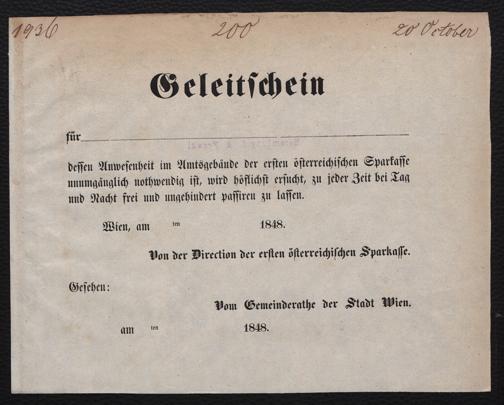 1936 200 20 October
Geleitschein
für
dessen Anwesenheit im Amtsgebäude der ersten österreichischen Sparkasse
unumgänglich nothwendig ist, wird höflichst ersucht, zu jeder Zeit bei Tag
und Nacht frei und ungehindert passiren zu lassen.
Wien, am ten 1848.
Von der Direction der ersten österreichischen Sparkasse.
Gesehen:
Vom Gemeinderathe der Stadt Wien.
am ten 1848.